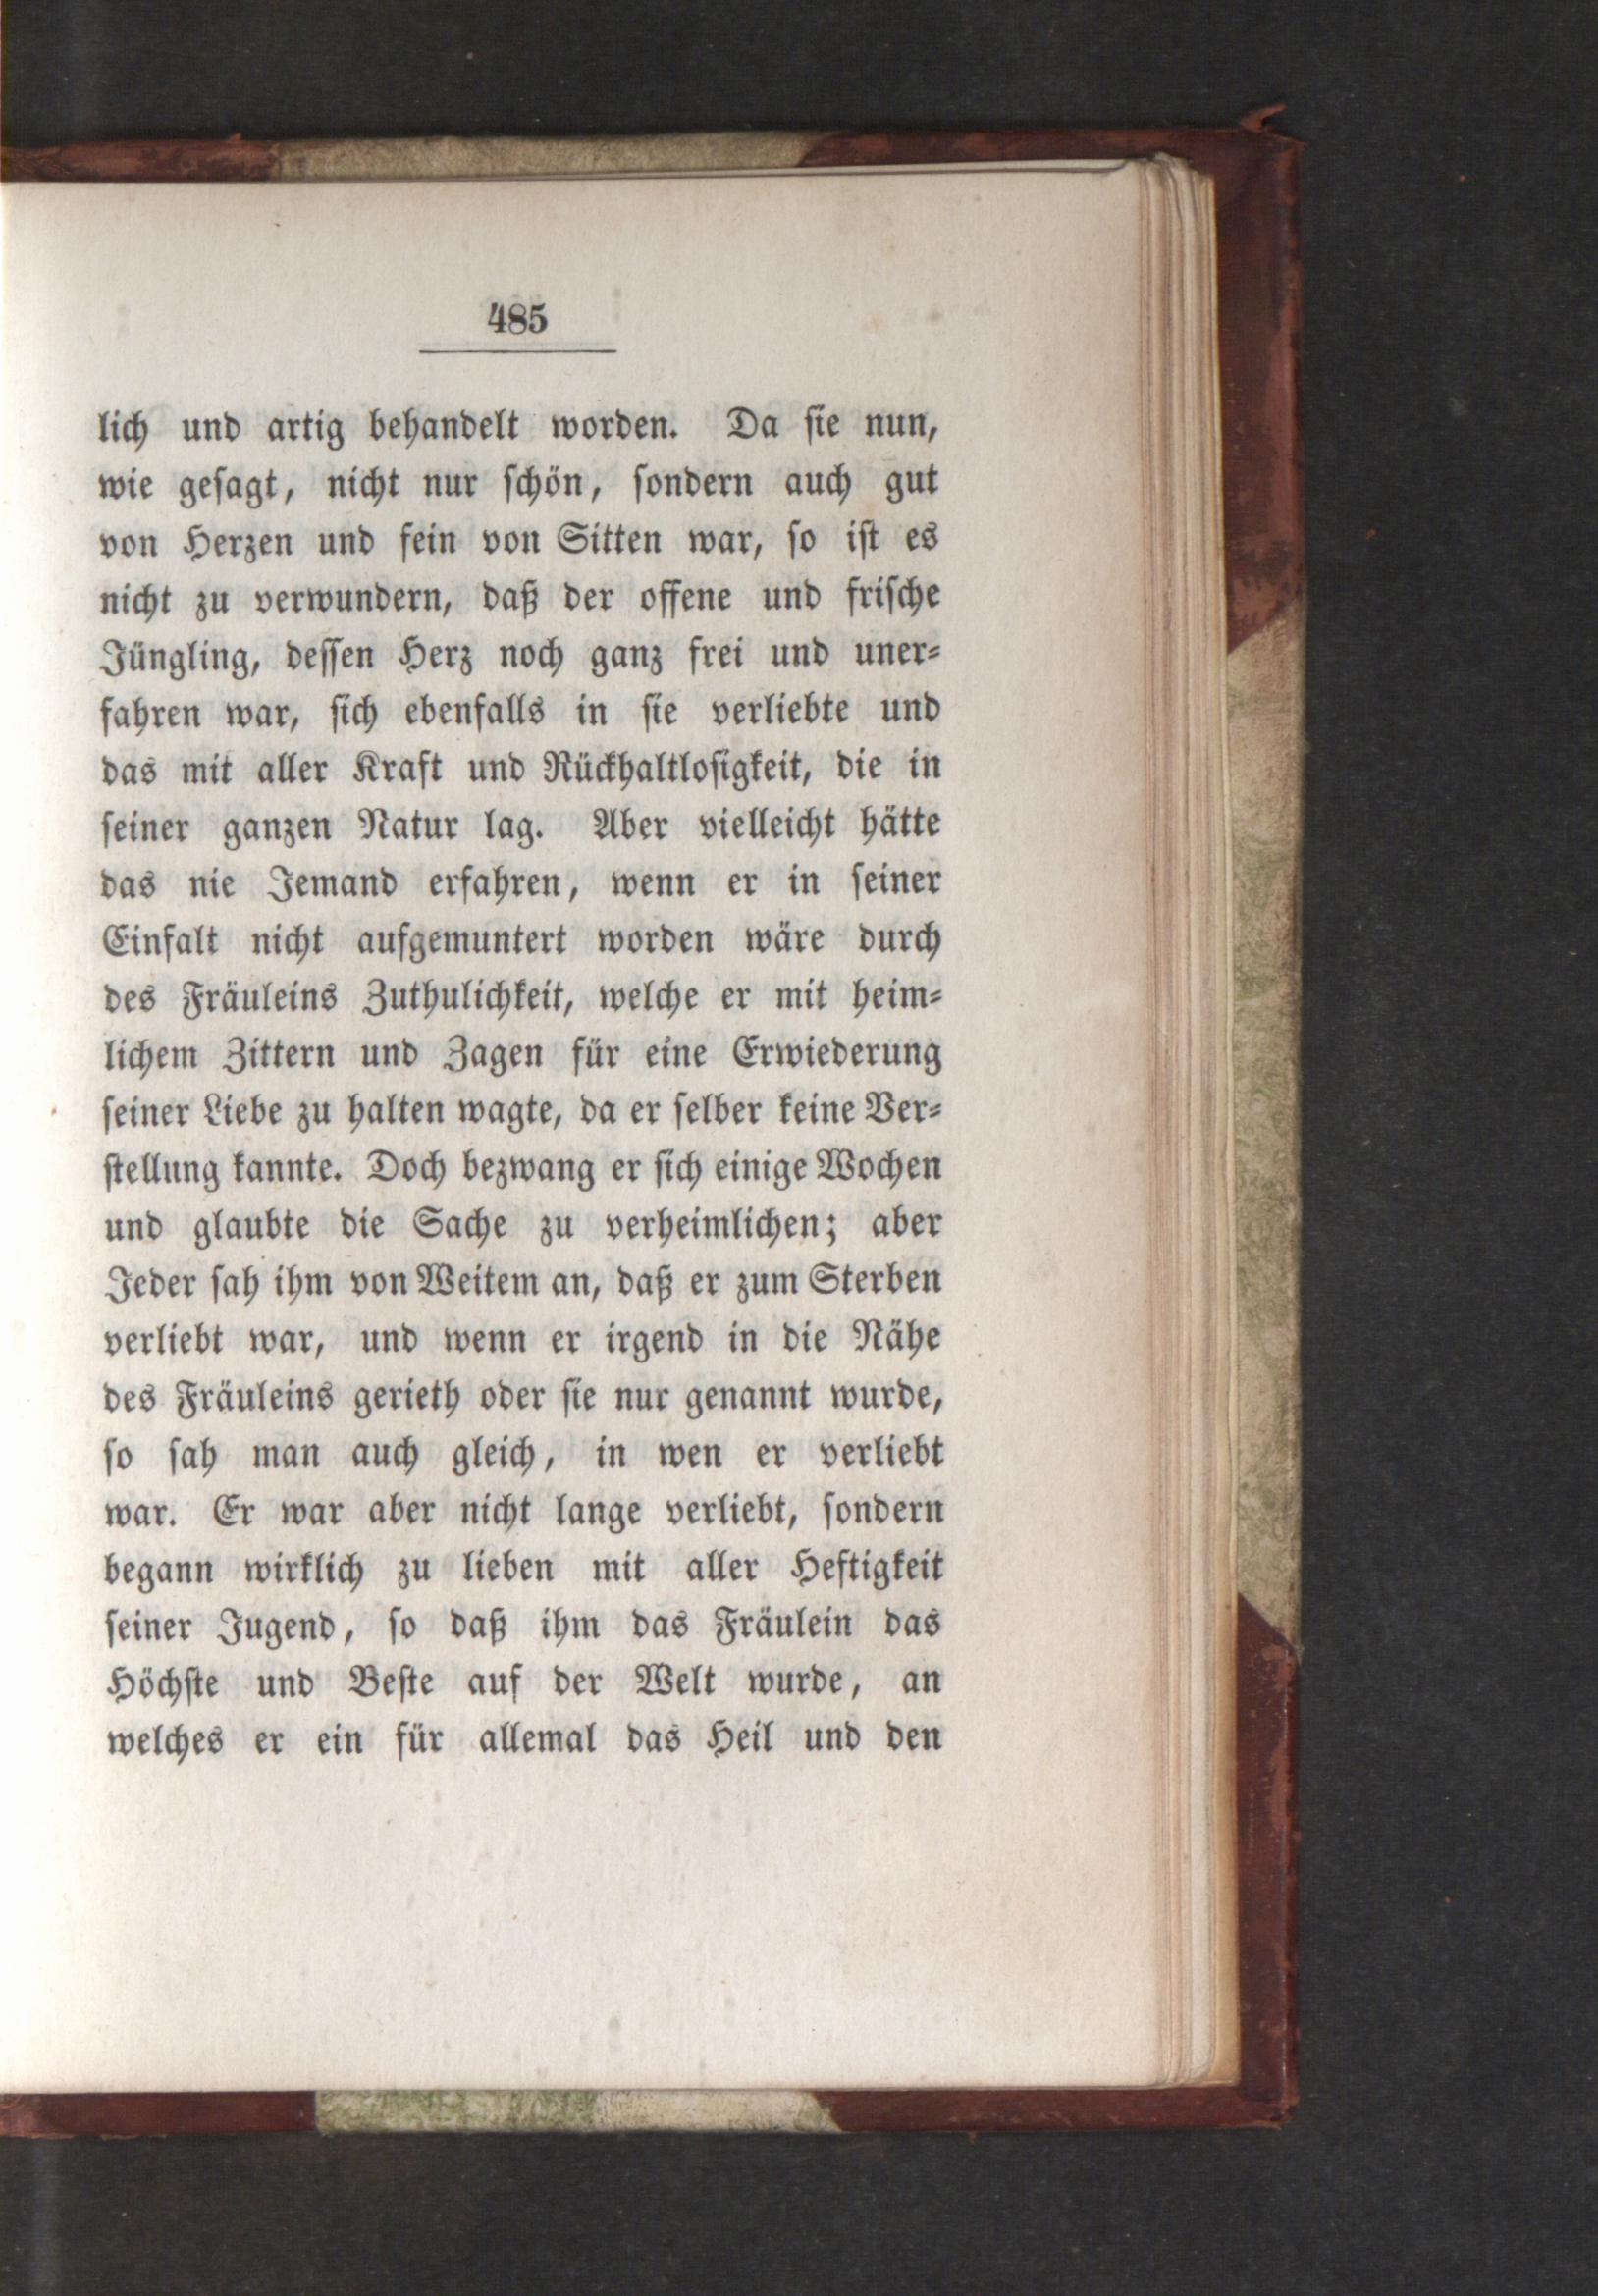 485
lich und artig behandelt worden. Da ſie nun,
wie geſagt, nicht nur ſchön, ſondern auch gut
von Herzen und fein von Sitten war, ſo iſt es
nicht zu verwundern, daß der offene und friſche
Jüngling, deſſen Herz noch ganz frei und uner⸗
fahren war, ſich ebenfalls in ſie verliebte und
das mit aller Kraft und Rückhaltloſigkeit, die in
ſeiner ganzen Natur lag. Aber vielleicht hätte
das nie Jemand erfahren, wenn er in ſeiner
Einfalt nicht aufgemuntert worden wäre durch
des Fräuleins Zuthulichkeit, welche er mit heim⸗
lichem Zittern und Zagen für eine Erwiederung
ſeiner Liebe zu halten wagte, da er ſelber keine Ver⸗
ſtellung kannte. Doch bezwang er ſich einige Wochen
und glaubte die Sache zu verheimlichen; aber
Jeder ſah ihm von Weitem an, daß er zum Sterben
verliebt war, und wenn er irgend in die Nähe
des Fräuleins gerieth oder ſie nur genannt wurde,
ſo ſah man auch gleich, in wen er verliebt
war. Er war aber nicht lange verliebt, ſondern
begann wirklich zu lieben mit aller Heftigkeit
ſeiner Jugend, ſo daß ihm das Fräulein das
Höchſte und Beſte auf der Welt wurde, an
welches er ein für allemal das Heil und den